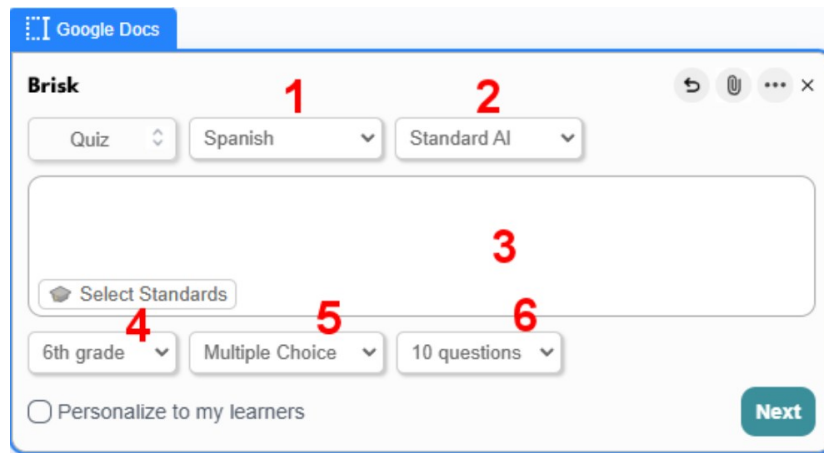 Google Docs
Brisk
1 2
Quiz Spanish Standard AI
3
Select Standards
4 5 6
6th grade Multiple Choice 10 questions
Personalize to my learners Next